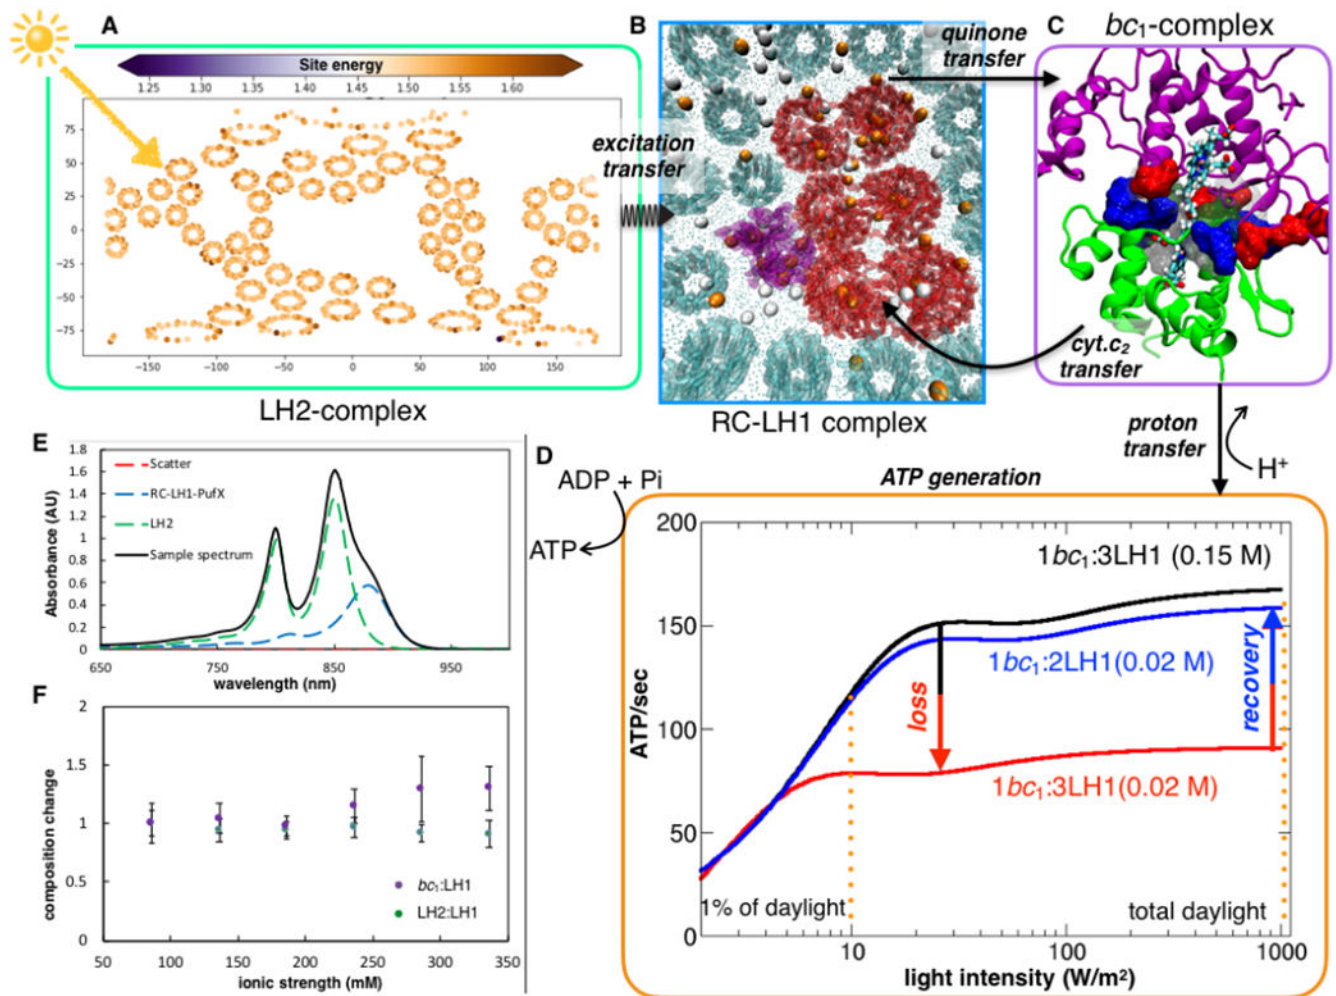 A
Site energy
1.25 1.30 1.35 1.40 1.45 1.50 1.55 1.60
75
50
25
0
−25
−50
−75
−150 −100 −50 0 50 100 150
LH2-complex
excitation
transfer
B
quinone
transfer
RC-LH1 complex
C
bc₁-complex
cyt.c₂
transfer
proton
transfer
H⁺
D
ADP + Pi
ATP
ATP generation
200
150
100
50
0
ATP/sec
1bc₁:3LH1 (0.15 M)
1bc₁:2LH1(0.02 M)
1bc₁:3LH1(0.02 M)
loss
recovery
1% of daylight
total daylight
10 100 1000
light intensity (W/m²)
E
1.8
1.6
1.4
1.2
1
0.8
0.6
0.4
0.2
0
Absorbance (AU)
Scatter
RC-LH1-PufX
LH2
Sample spectrum
650 750 850 950
wavelength (nm)
F
2
1.5
1
0.5
0
composition change
bc₁:LH1
LH2:LH1
50 100 150 200 250 300 350
ionic strength (mM)